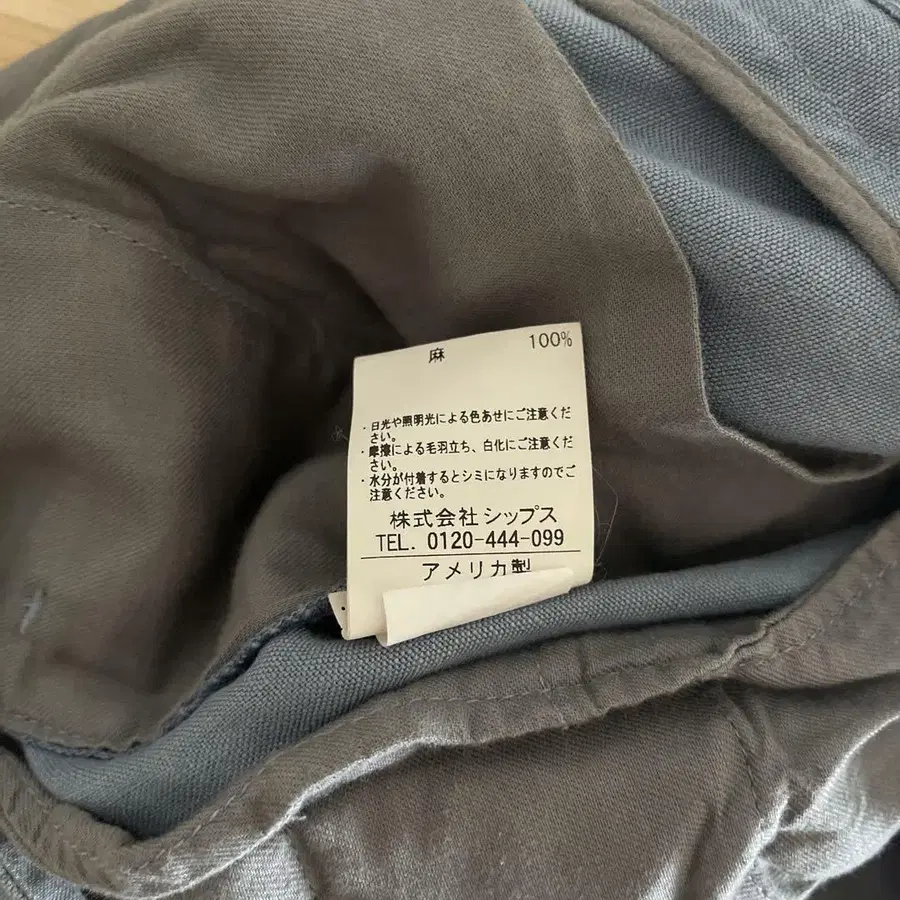 麻 100%
・日光や照明光による色あせにご注意くだ
さい。
・摩擦による毛羽立ち、白化にご注意くだ
さい。
・水分が付着するとシミになりますのでご
注意ください。
株式会社シップス
TEL. 0120-444-099
アメリカ製